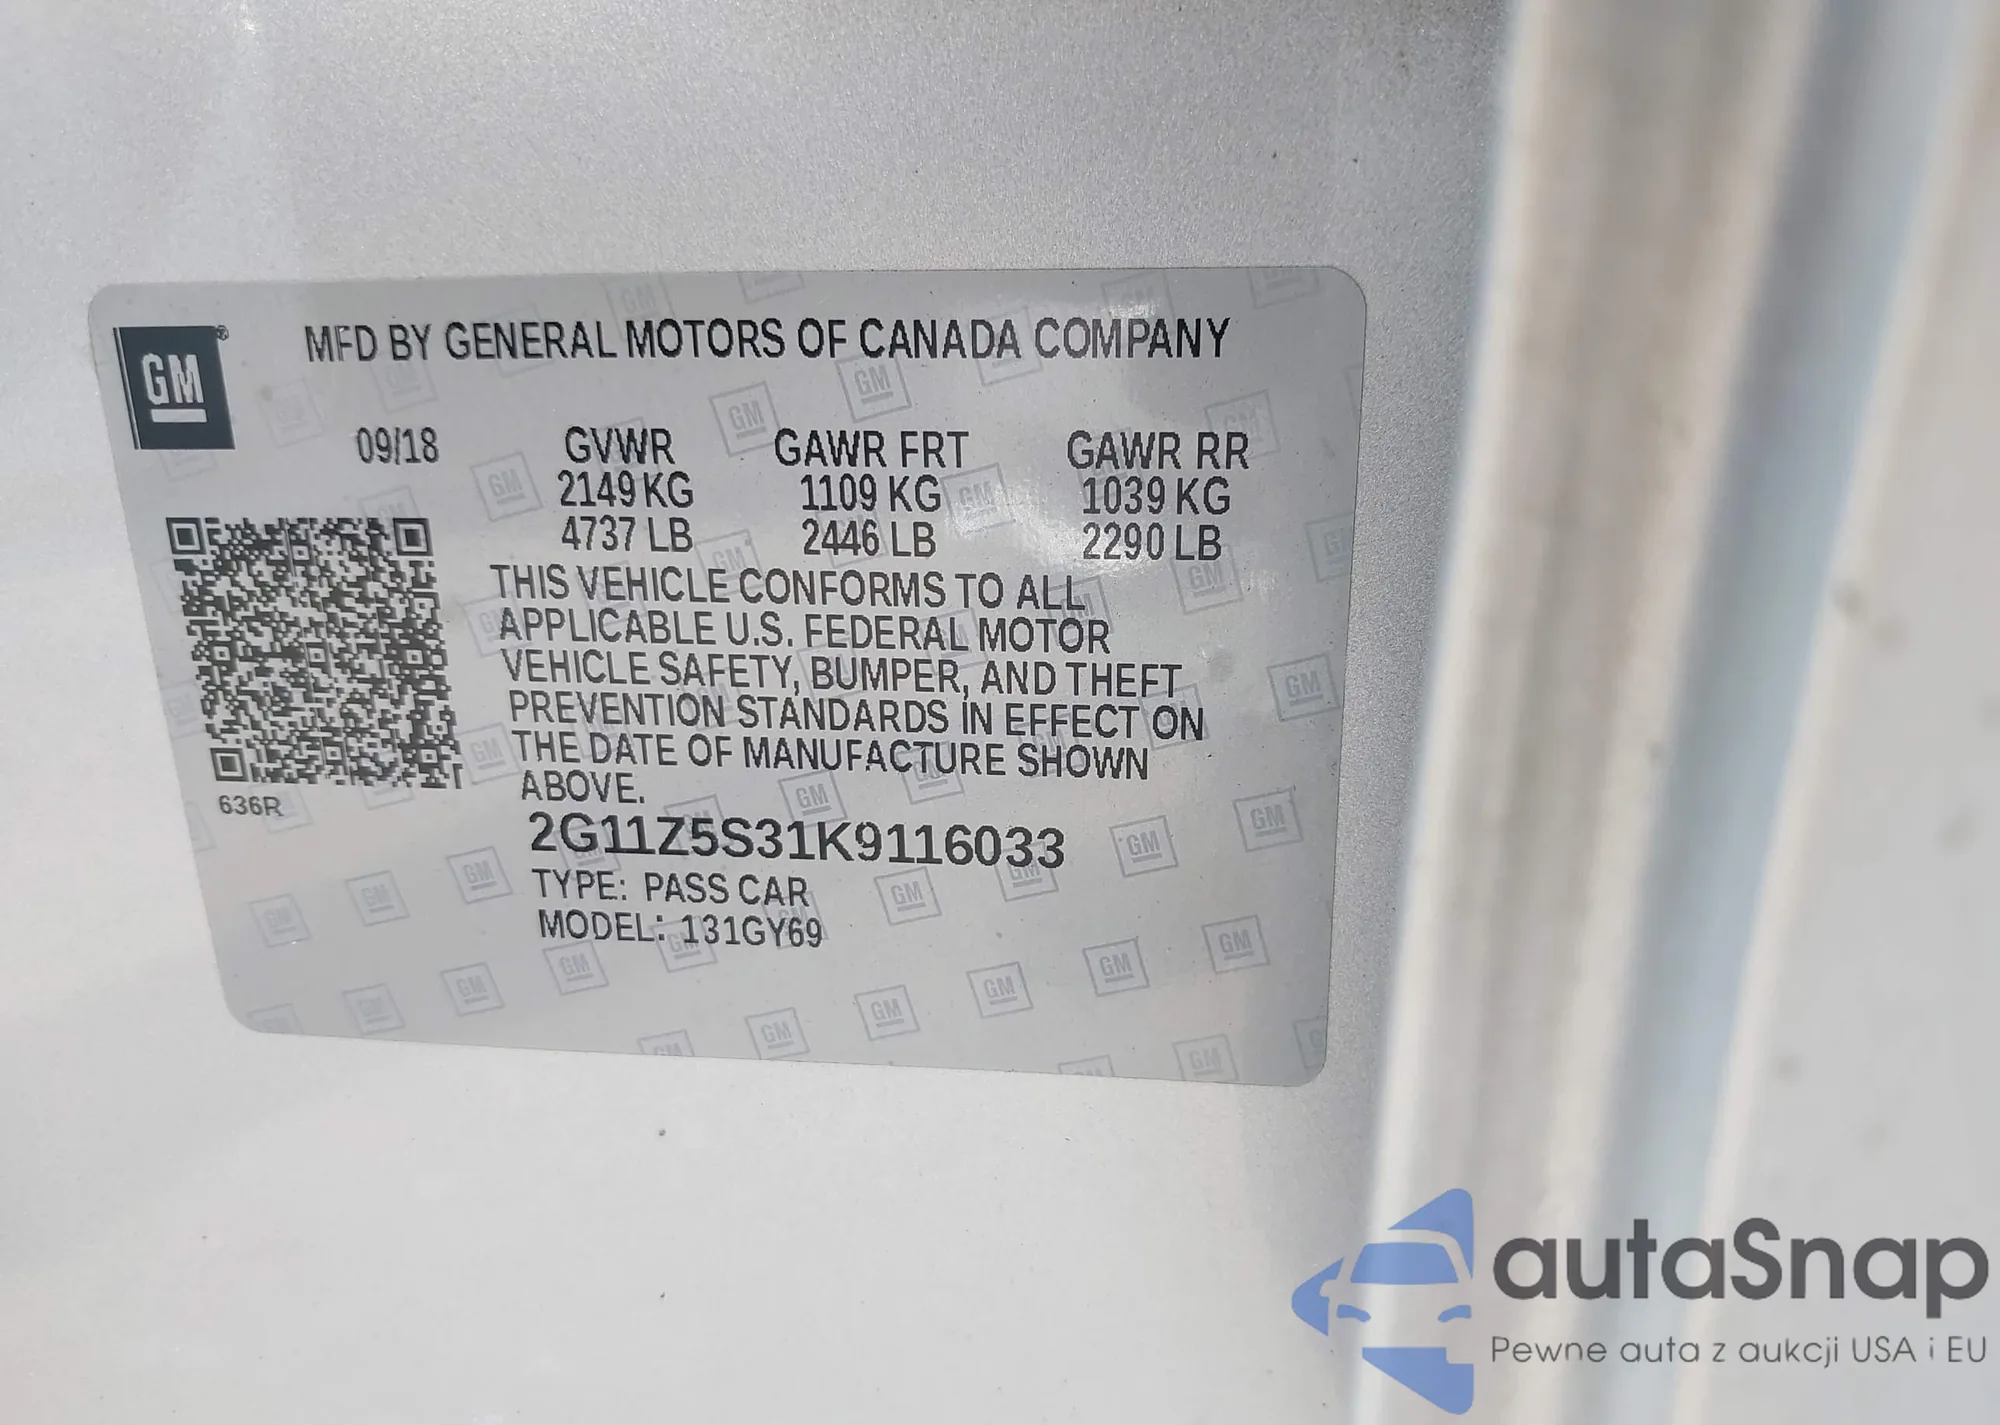 GM
MFD BY GENERAL MOTORS OF CANADA COMPANY
09/18 GVWR GAWR FRT GAWR RR
2149 KG 1109 KG 1039 KG
4737 LB 2446 LB 2290 LB
THIS VEHICLE CONFORMS TO ALL
APPLICABLE U.S. FEDERAL MOTOR
VEHICLE SAFETY, BUMPER, AND THEFT
PREVENTION STANDARDS IN EFFECT ON
THE DATE OF MANUFACTURE SHOWN
ABOVE.
636R
2G11Z5S31K9116033
TYPE: PASS CAR
MODEL: 131GY69
autaSnap
Pewne auta z aukcji USA i EU